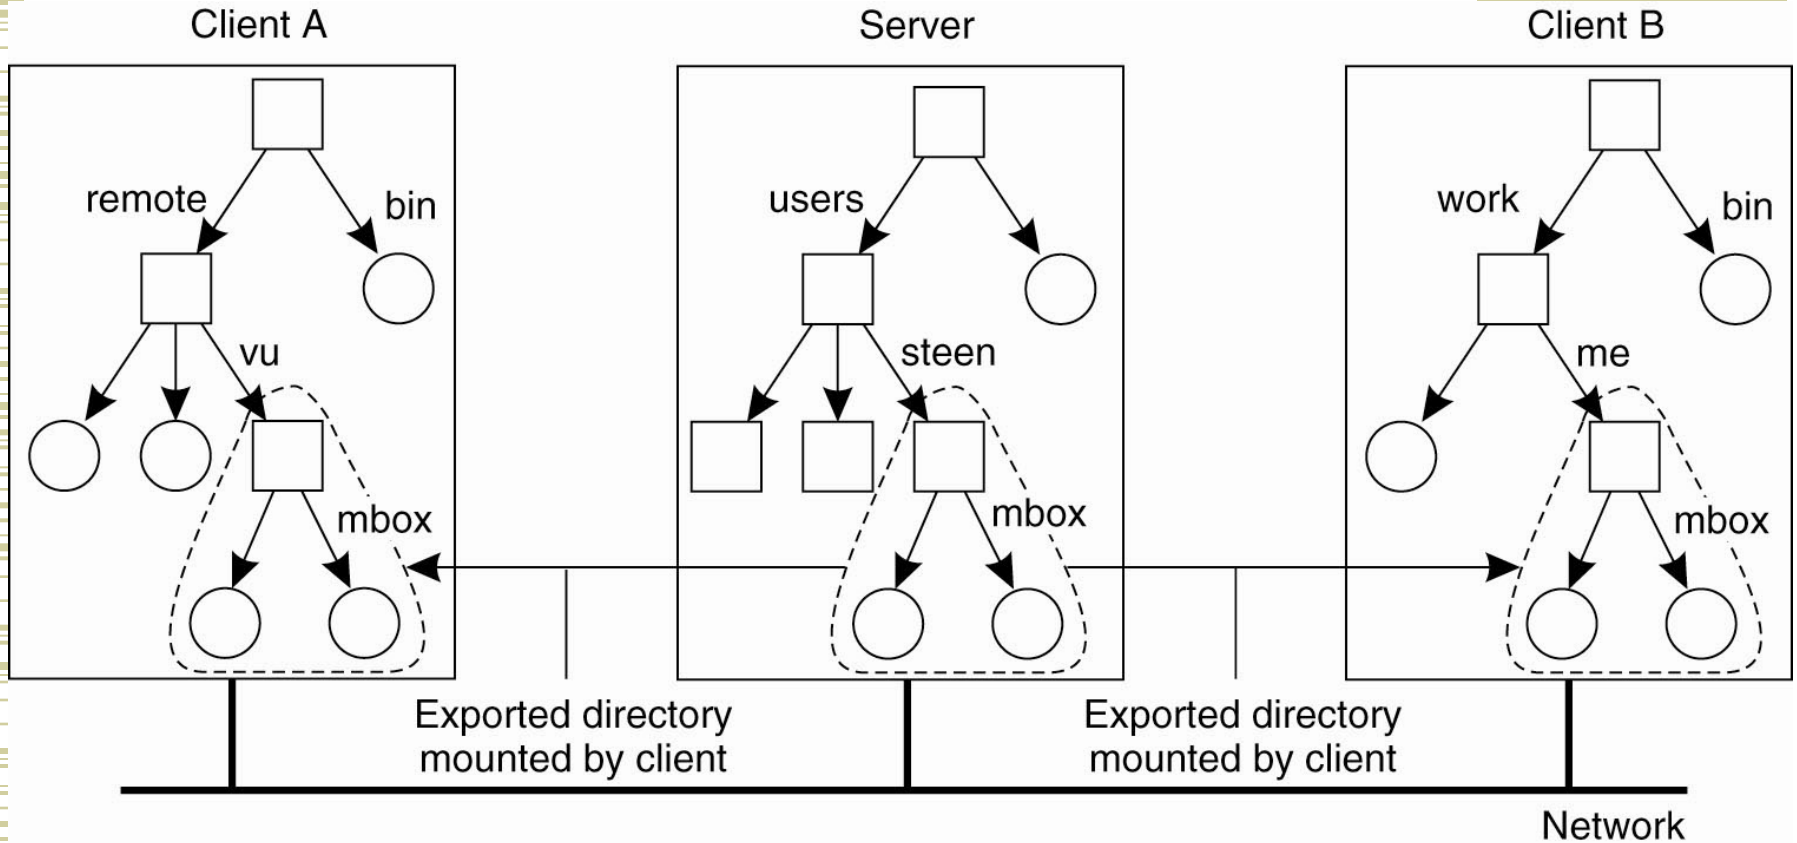 Client A
Server
Client B
remote
bin
users
work
bin
vu
steen
me
mbox
mbox
mbox
Exported directory
mounted by client
Exported directory
mounted by client
Network